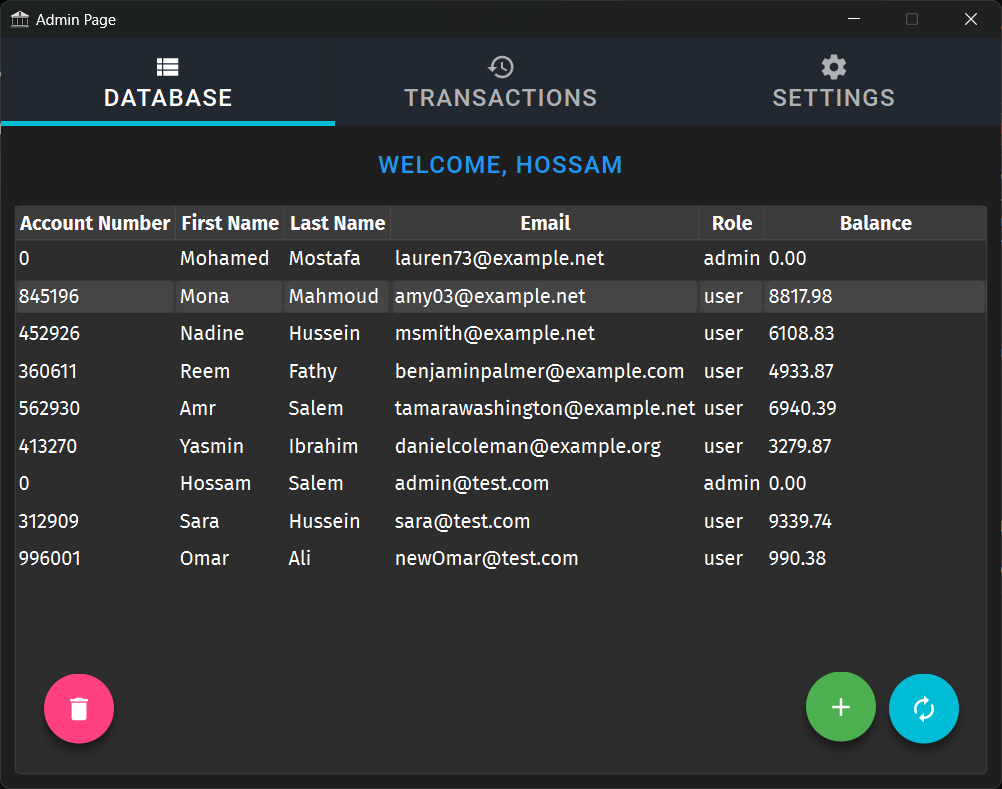 Admin Page
DATABASE TRANSACTIONS SETTINGS
WELCOME, HOSSAM
Account Number First Name Last Name Email Role Balance
0 Mohamed Mostafa lauren73@example.net admin 0.00
845196 Mona Mahmoud amy03@example.net user 8817.98
452926 Nadine Hussein msmith@example.net user 6108.83
360611 Reem Fathy benjaminpalmer@example.com user 4933.87
562930 Amr Salem tamarawashington@example.net user 6940.39
413270 Yasmin Ibrahim danielcoleman@example.org user 3279.87
0 Hossam Salem admin@test.com admin 0.00
312909 Sara Hussein sara@test.com user 9339.74
996001 Omar Ali newOmar@test.com user 990.38